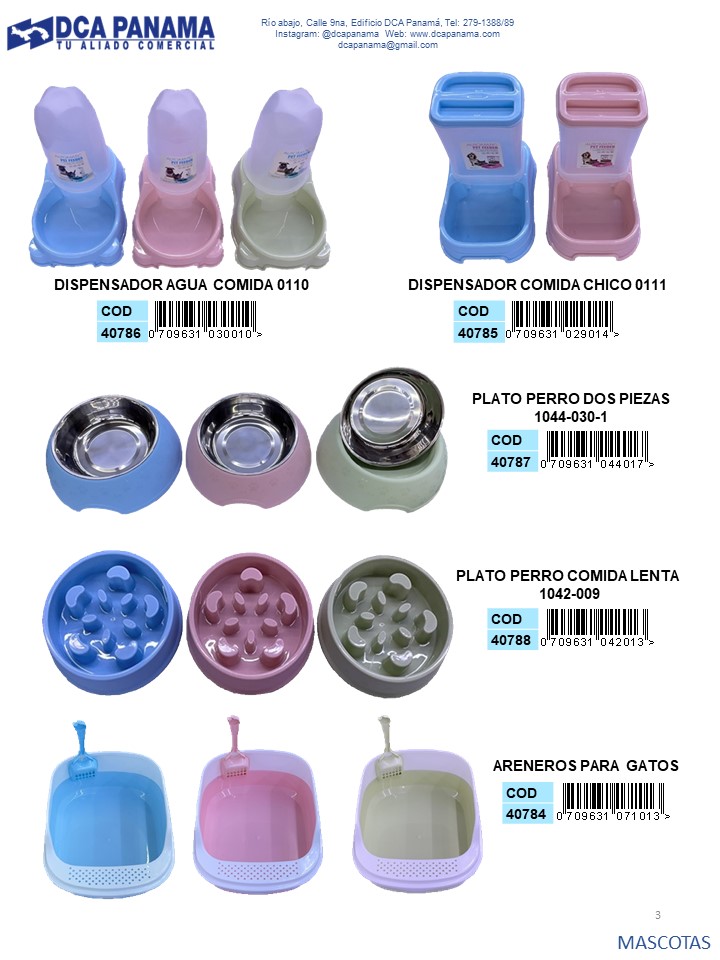 DCA PANAMA
TU ALIADO COMERCIAL
Río abajo, Calle 9na, Edificio DCA Panamá, Tel: 279-1388/89
Instagram: @dcapanama Web: www.dcapanama.com
dcapanama@gmail.com
DISPENSADOR AGUA COMIDA 0110
COD
40786
0 709631 030010 >
DISPENSADOR COMIDA CHICO 0111
COD
40785
0 709631 029014 >
PLATO PERRO DOS PIEZAS
1044-030-1
COD
40787
0 709631 044017 >
PLATO PERRO COMIDA LENTA
1042-009
COD
40788
0 709631 042013 >
ARENEROS PARA GATOS
COD
40784
0 709631 071013 >
3
MASCOTAS